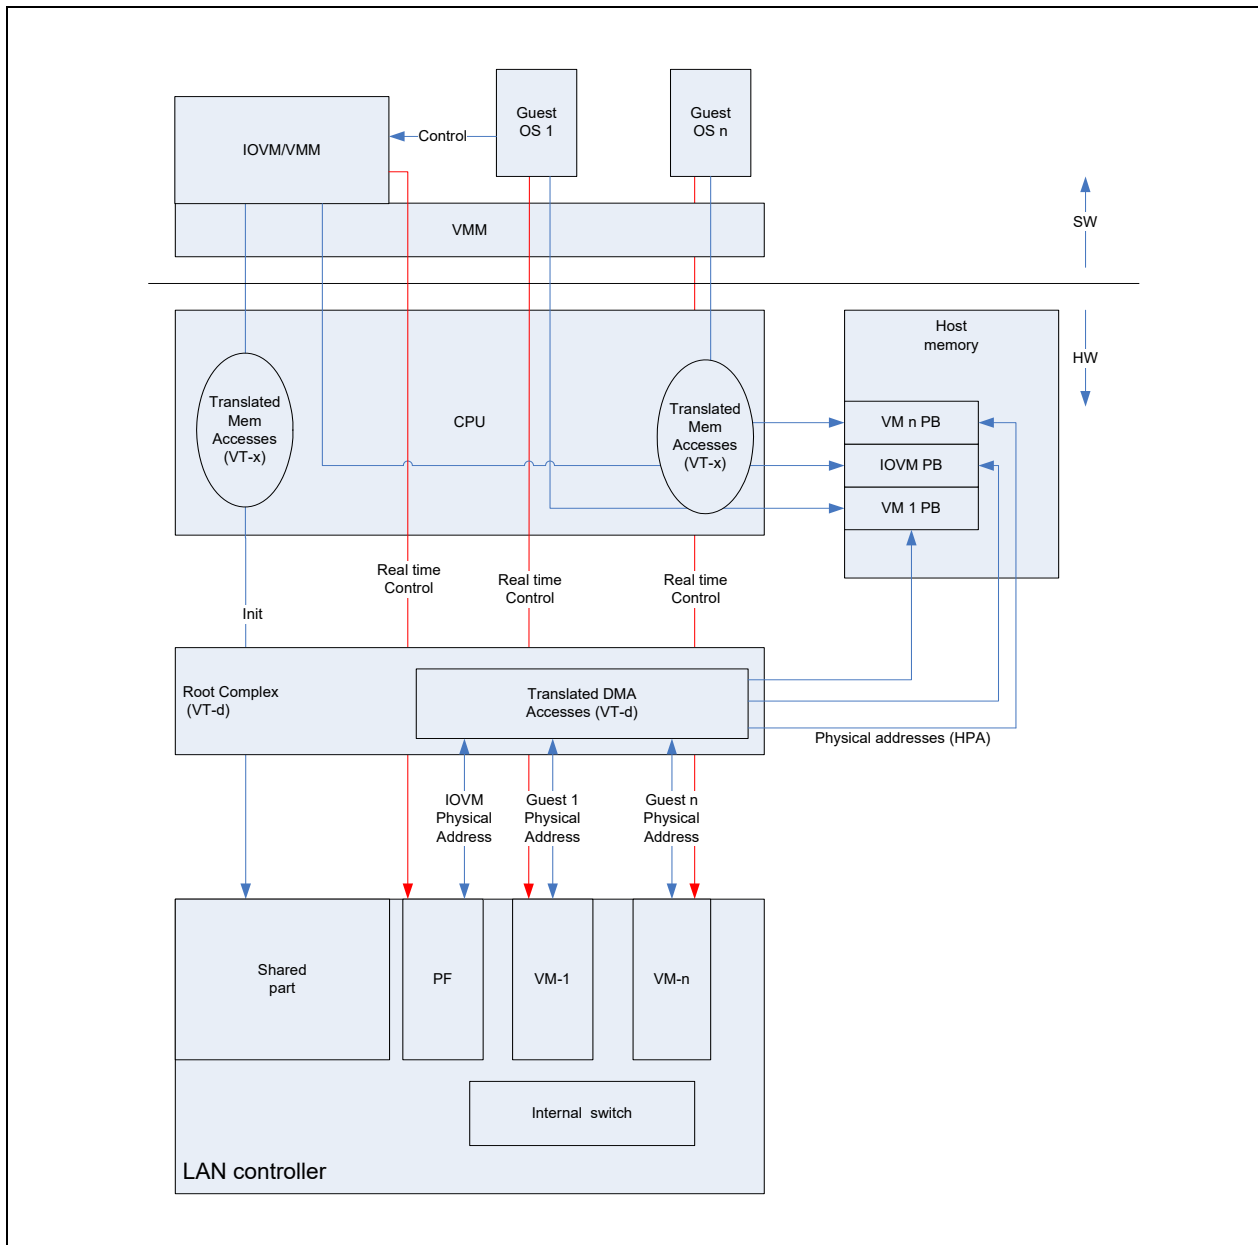 Guest
OS 1
Guest
OS n
Control
IOVM/VMM
VMM
SW
Host
memory
HW
Translated
Mem
Accesses
(VT-x)
CPU
Translated
Mem
Accesses
(VT-x)
VM n PB
IOVM PB
VM 1 PB
Real time
Control
Real time
Control
Real time
Control
Init
Root Complex
(VT-d)
Translated DMA
Accesses (VT-d)
Physical addresses (HPA)
IOVM
Physical
Address
Guest 1
Physical
Address
Guest n
Physical
Address
Shared
part
PF
VM-1
VM-n
Internal switch
LAN controller